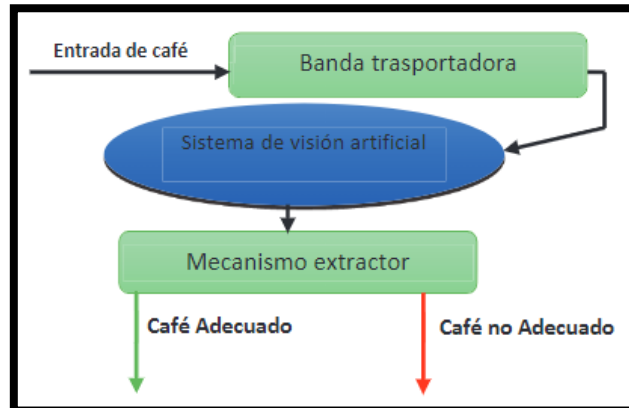 Entrada de café
Banda trasportadora
Sistema de visión artificial
Mecanismo extractor
Café Adecuado
Café no Adecuado